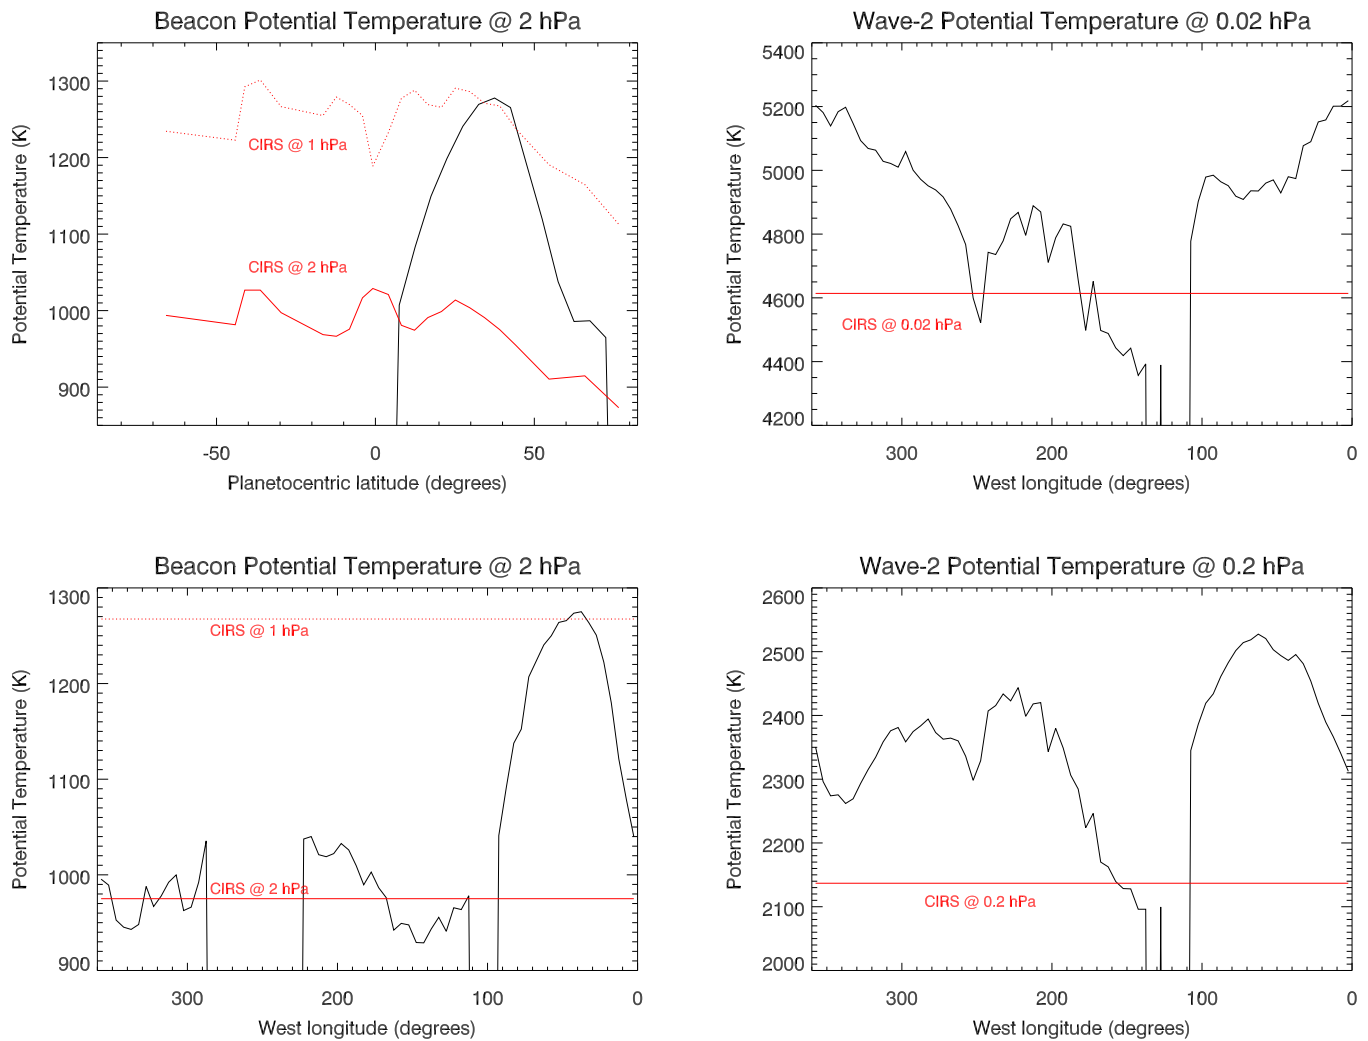 Beacon Potential Temperature @ 2 hPa
Potential Temperature (K)
1300
1200
1100
1000
900
CIRS @ 1 hPa
CIRS @ 2 hPa
-50 0 50
Planetocentric latitude (degrees)
Wave-2 Potential Temperature @ 0.02 hPa
Potential Temperature (K)
5400
5200
5000
4800
4600
4400
4200
CIRS @ 0.02 hPa
300 200 100 0
West longitude (degrees)
Beacon Potential Temperature @ 2 hPa
Potential Temperature (K)
1300
1200
1100
1000
900
CIRS @ 1 hPa
CIRS @ 2 hPa
300 200 100 0
West longitude (degrees)
Wave-2 Potential Temperature @ 0.2 hPa
Potential Temperature (K)
2600
2500
2400
2300
2200
2100
2000
CIRS @ 0.2 hPa
300 200 100 0
West longitude (degrees)